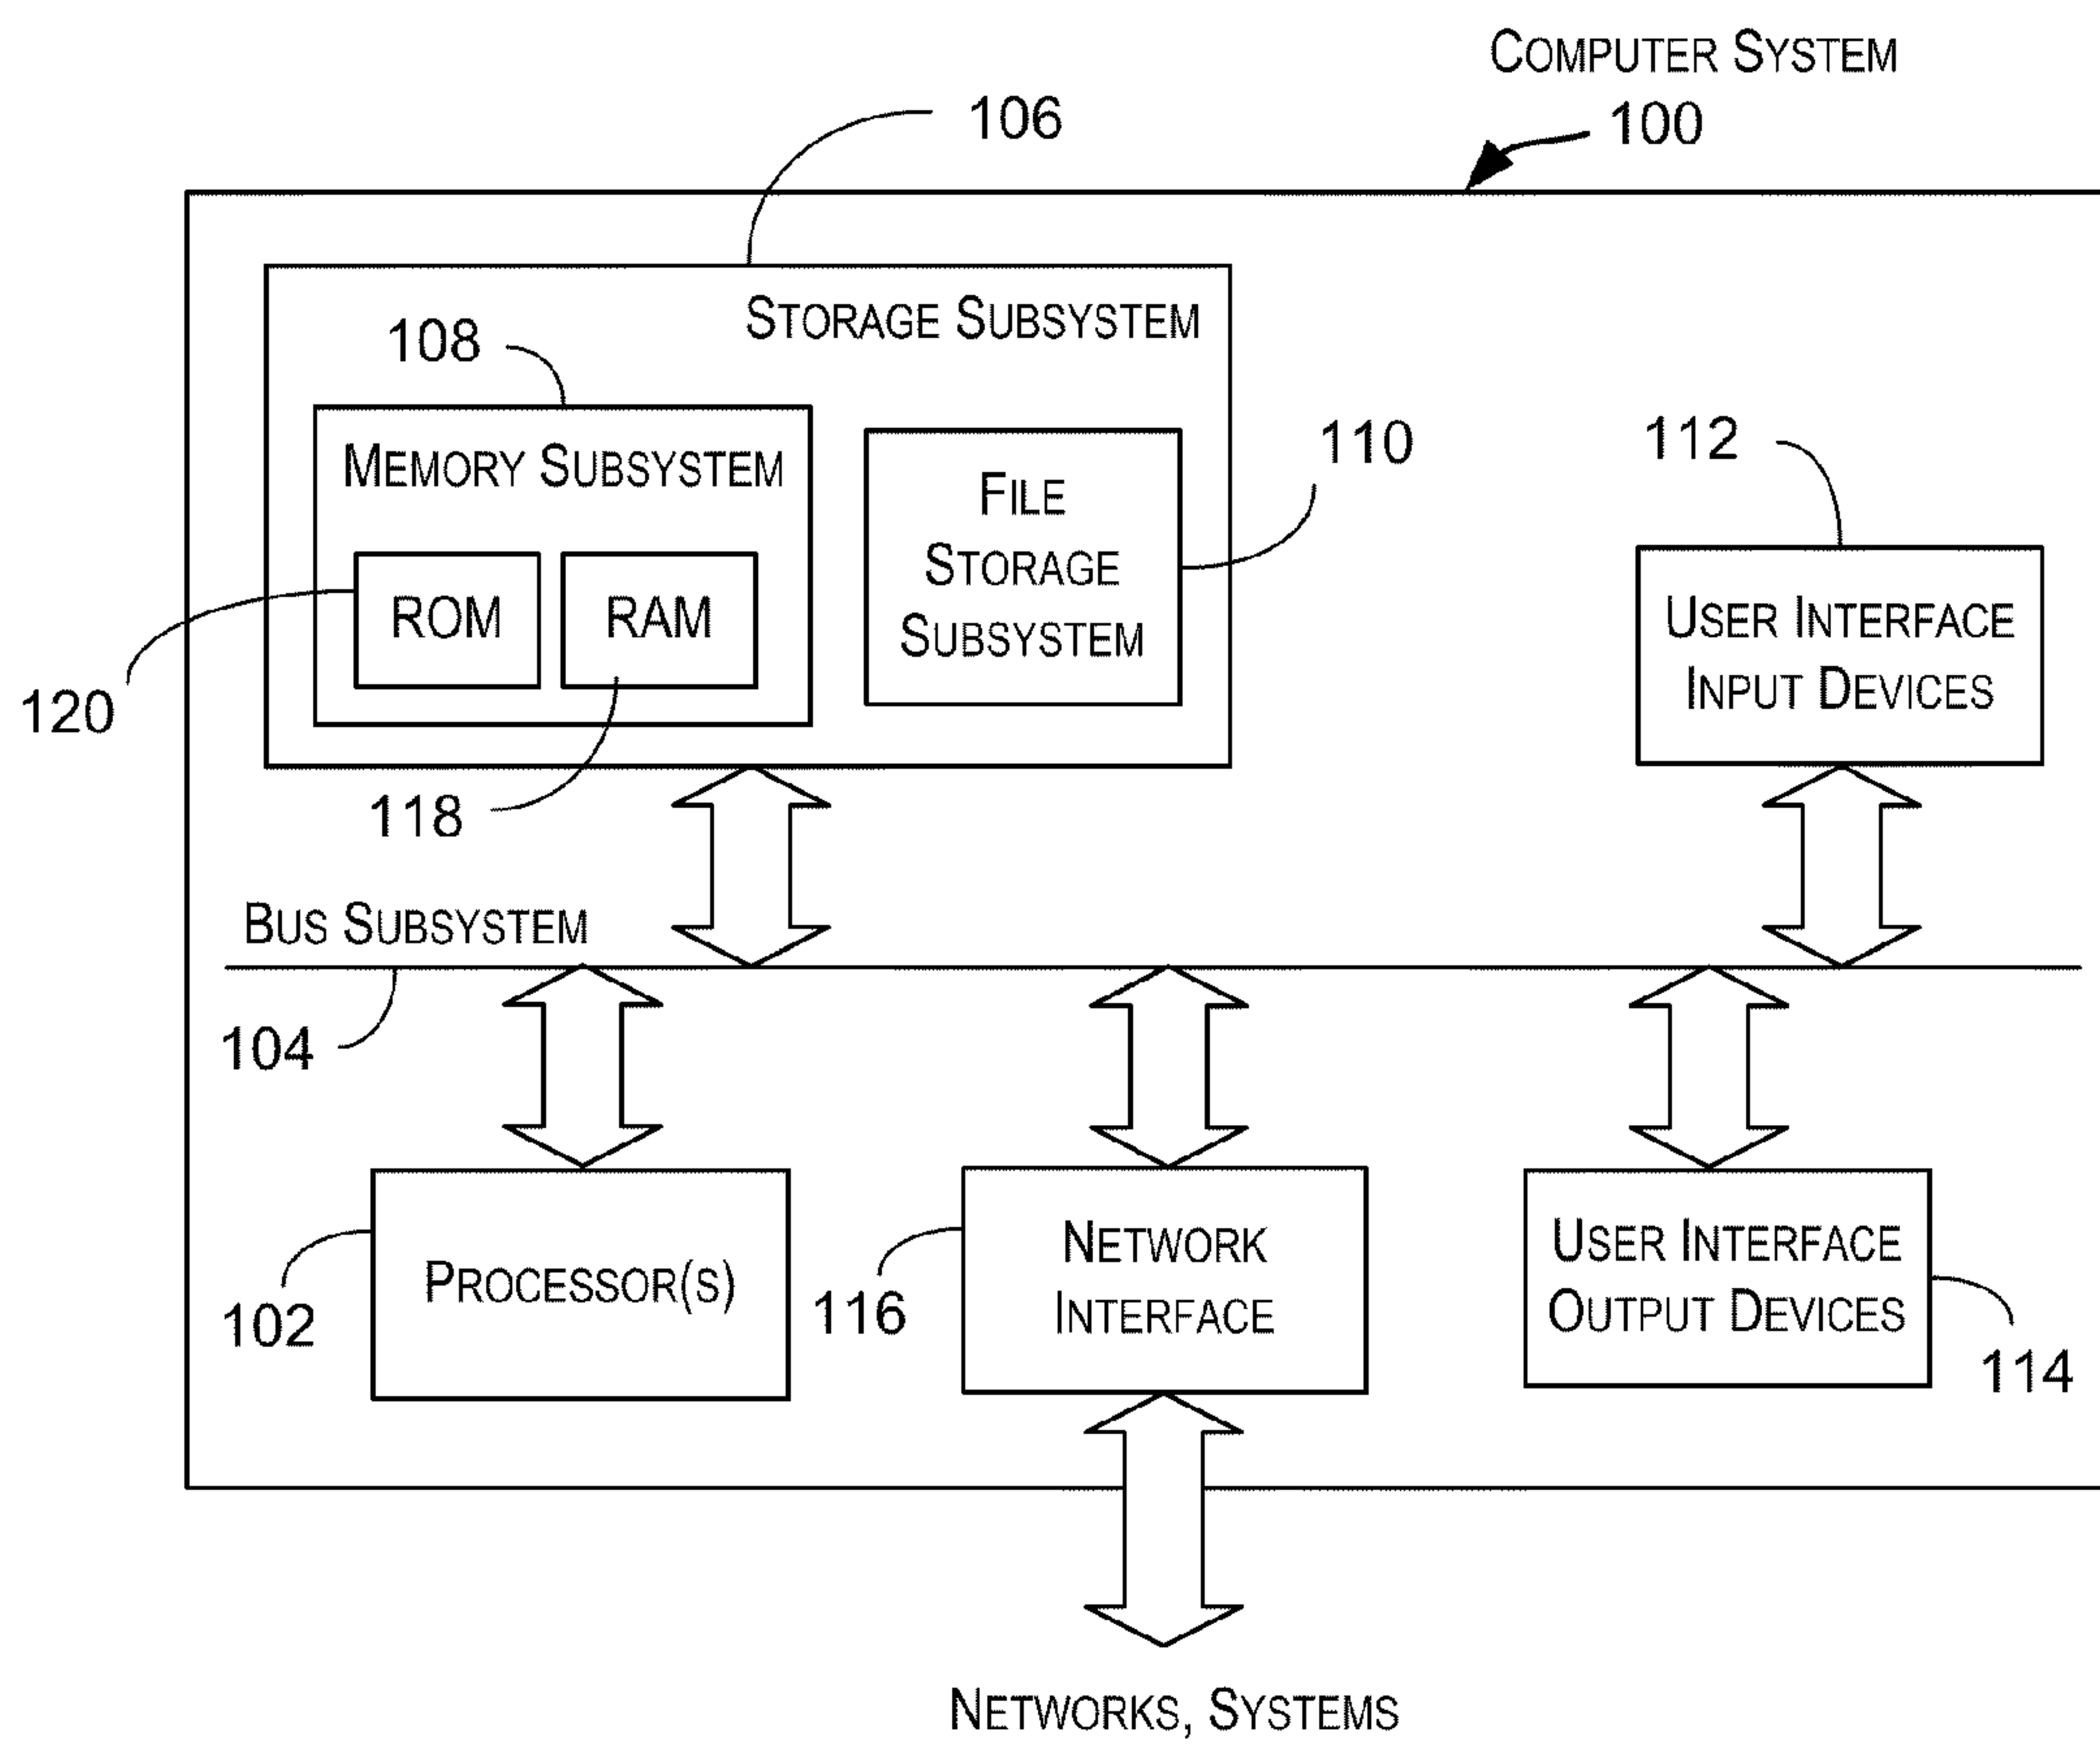 COMPUTER SYSTEM
100
106
STORAGE SUBSYSTEM
108
MEMORY SUBSYSTEM
ROM
RAM
120
118
FILE
STORAGE
SUBSYSTEM
110
112
USER INTERFACE
INPUT DEVICES
BUS SUBSYSTEM
104
PROCESSOR(S)
102
NETWORK
INTERFACE
116
USER INTERFACE
OUTPUT DEVICES
114
NETWORKS, SYSTEMS